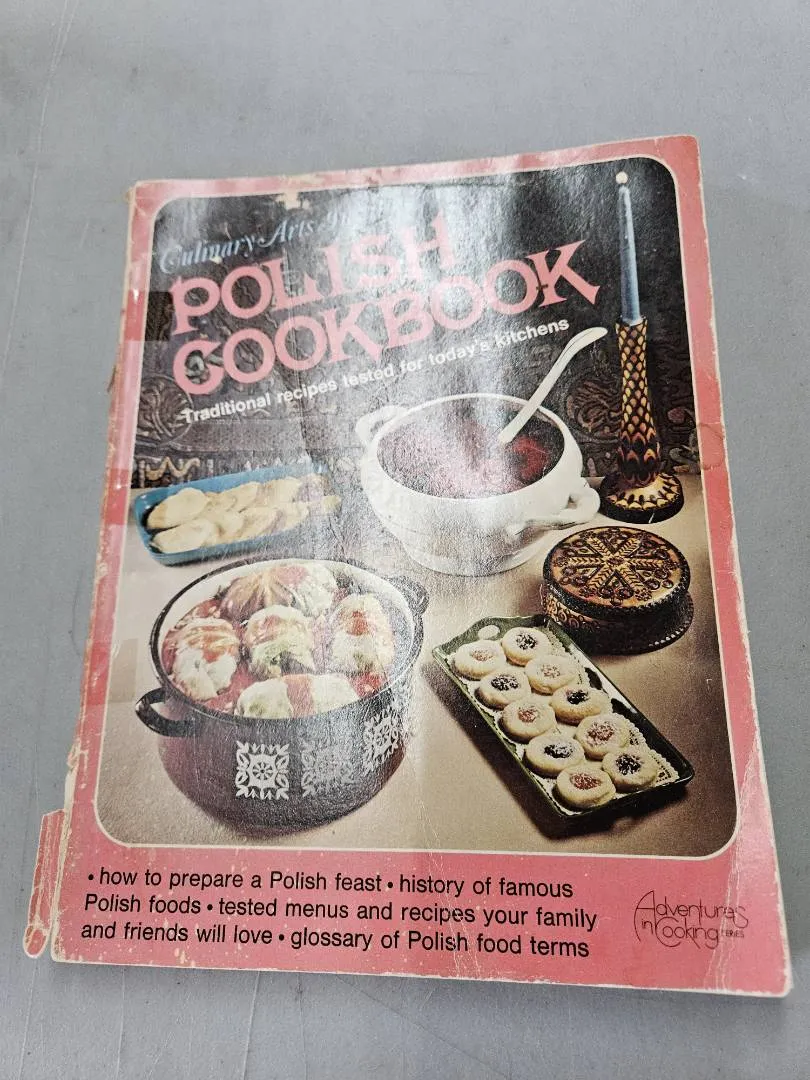 Culinary Arts
POLISH
COOKBOOK
Traditional recipes tested for today's kitchens
• how to prepare a Polish feast • history of famous
Polish foods • tested menus and recipes your family
and friends will love • glossary of Polish food terms
Adventures
in Cooking SERIES